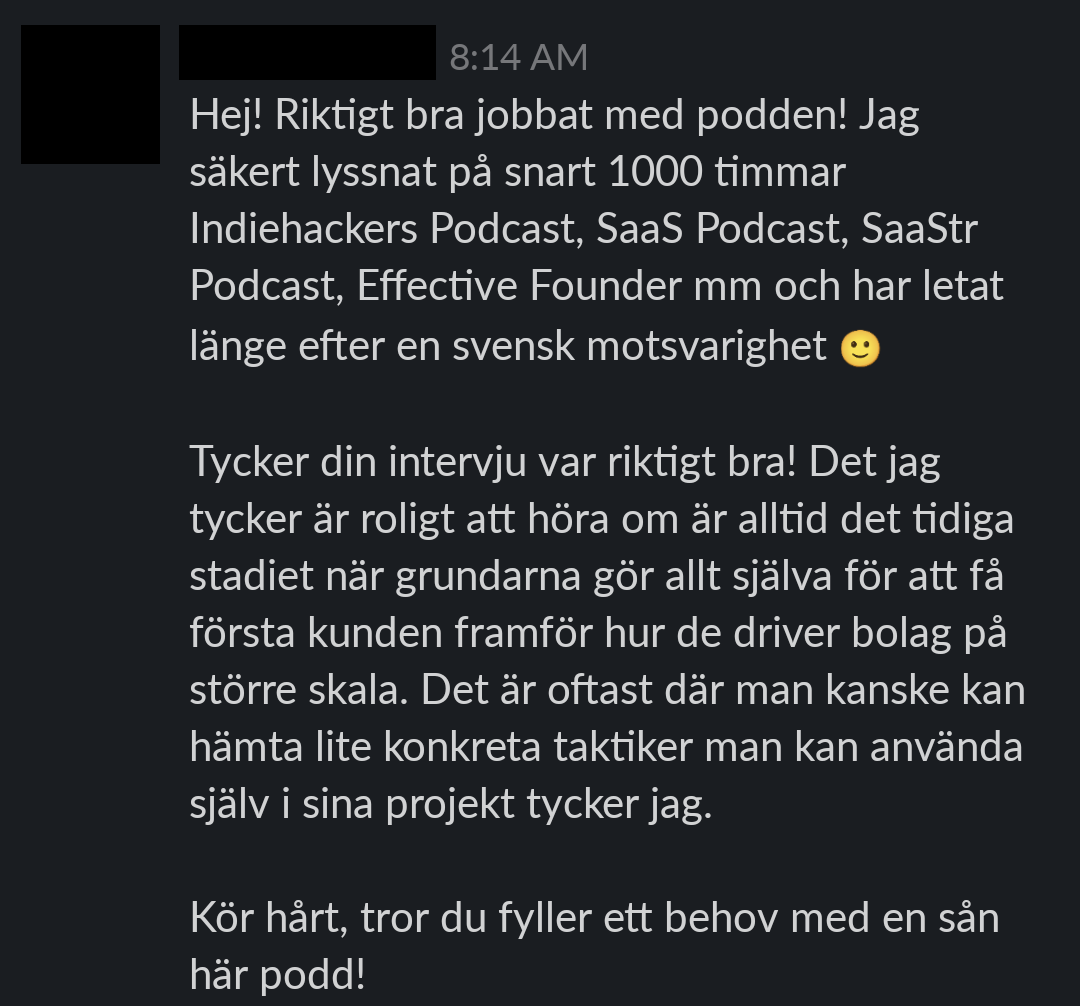 8:14 AM
Hej! Riktigt bra jobbat med podden! Jag
säkert lyssnat på snart 1000 timmar
Indiehackers Podcast, SaaS Podcast, SaaStr
Podcast, Effective Founder mm och har letat
länge efter en svensk motsvarighet 🙂
Tycker din intervju var riktigt bra! Det jag
tycker är roligt att höra om är alltid det tidiga
stadiet när grundarna gör allt själva för att få
första kunden framför hur de driver bolag på
större skala. Det är oftast där man kanske kan
hämta lite konkreta taktiker man kan använda
själv i sina projekt tycker jag.
Kör hårt, tror du fyller ett behov med en sån
här podd!